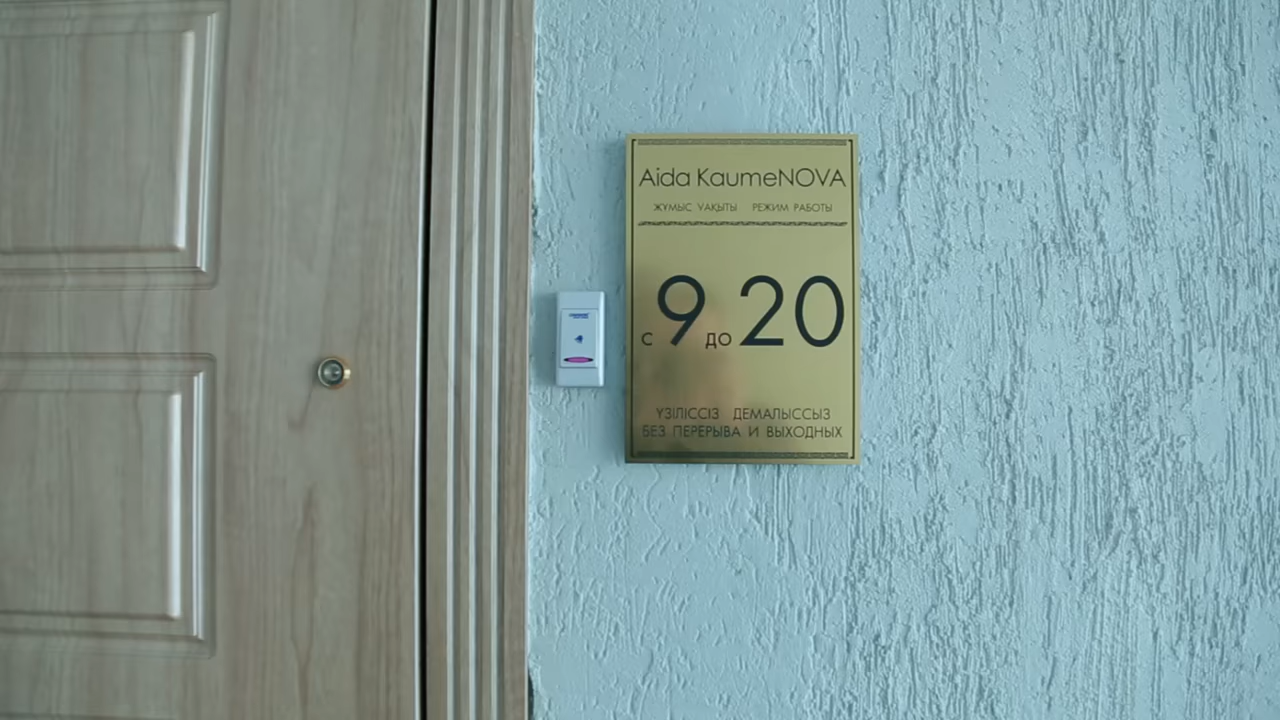 Aida KaumeNOVA
ЖҰМЫС УАҚЫТЫ РЕЖИМ РАБОТЫ
с 9 до 20
ҮЗІЛІССІЗ ДЕМАЛЫССЫЗ
БЕЗ ПЕРЕРЫВА И ВЫХОДНЫХ